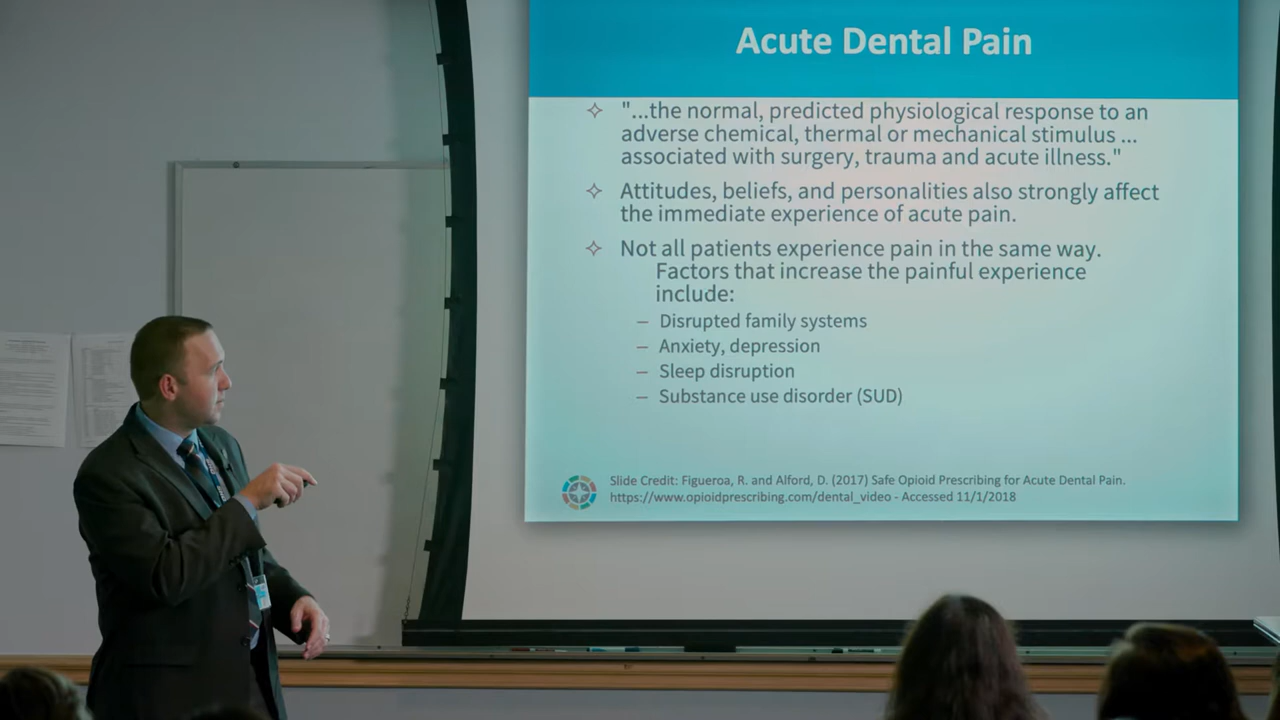 Acute Dental Pain
✧ "...the normal, predicted physiological response to an
adverse chemical, thermal or mechanical stimulus ...
associated with surgery, trauma and acute illness."
✧ Attitudes, beliefs, and personalities also strongly affect
the immediate experience of acute pain.
✧ Not all patients experience pain in the same way.
Factors that increase the painful experience
include:
– Disrupted family systems
– Anxiety, depression
– Sleep disruption
– Substance use disorder (SUD)
Slide Credit: Figueroa, R. and Alford, D. (2017) Safe Opioid Prescribing for Acute Dental Pain.
https://www.opioidprescribing.com/dental_video - Accessed 11/1/2018